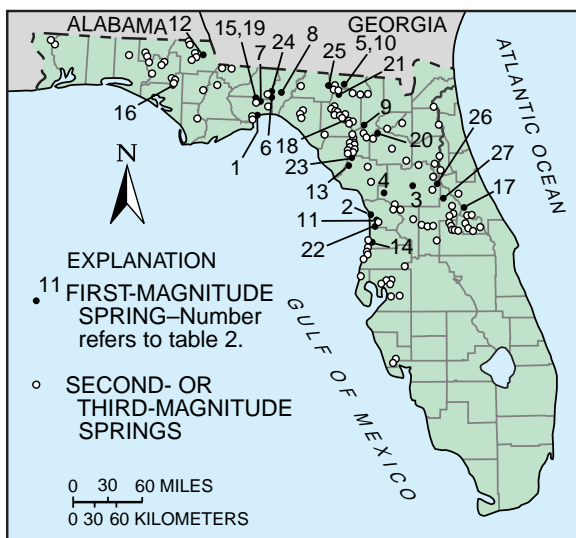 ALABAMA 12
15,19
24
GEORGIA
7
8
25
5,10
21
16
9
26
1
6
18
20
27
23
13
4
3
17
2
11
22
14
N
ATLANTIC OCEAN
GULF OF MEXICO
EXPLANATION
11 FIRST-MAGNITUDE
SPRING–Number
refers to table 2.
SECOND- OR
THIRD-MAGNITUDE
SPRINGS
0 30 60 MILES
0 30 60 KILOMETERS